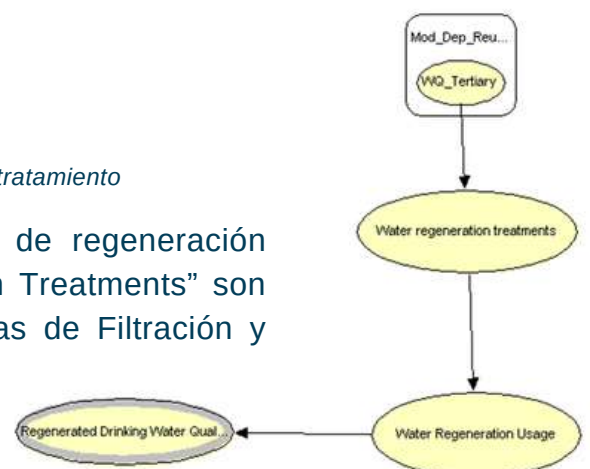 Mod_Dep_Reu...
WQ_Tertiary
tratamiento
Water regeneration treatments
de regeneración
Treatments” son
as de Filtración y
Regenerated Drinking Water Qual...
Water Regeneration Usage